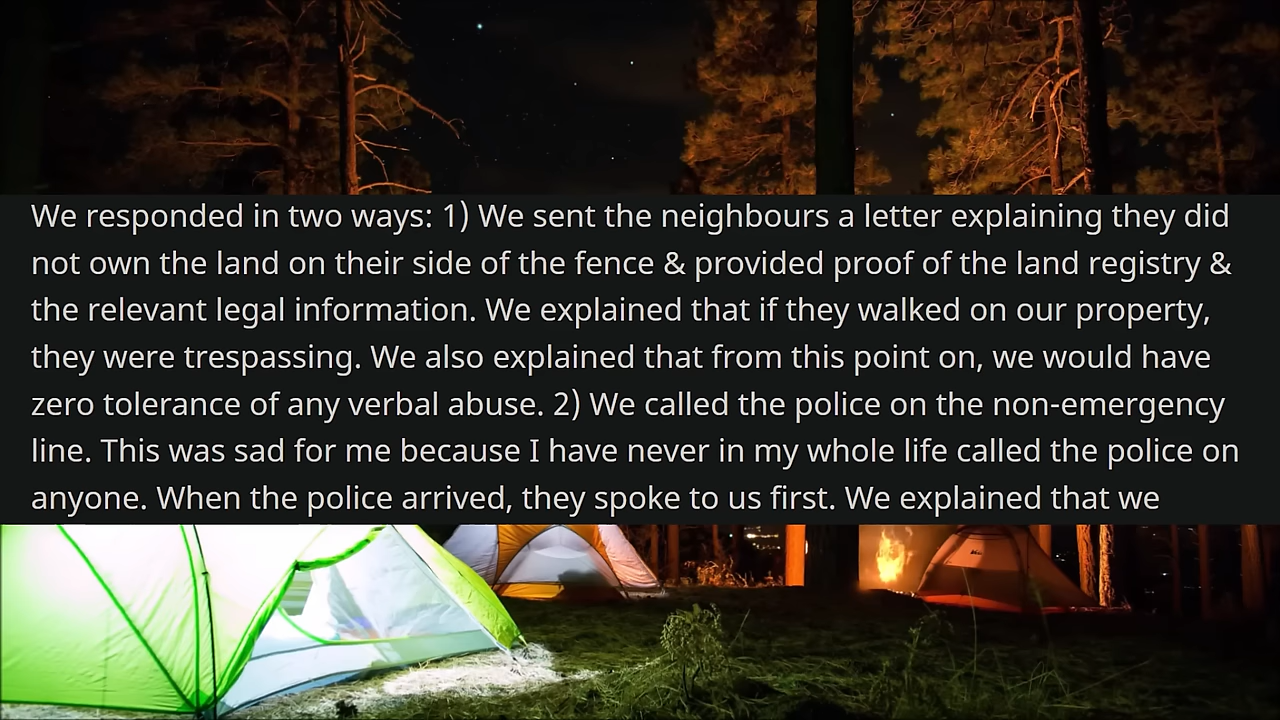 We responded in two ways: 1) We sent the neighbours a letter explaining they did
not own the land on their side of the fence & provided proof of the land registry &
the relevant legal information. We explained that if they walked on our property,
they were trespassing. We also explained that from this point on, we would have
zero tolerance of any verbal abuse. 2) We called the police on the non-emergency
line. This was sad for me because I have never in my whole life called the police on
anyone. When the police arrived, they spoke to us first. We explained that we